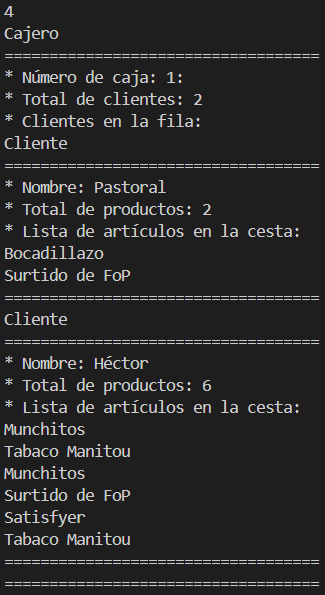 4
Cajero
===================================
* Número de caja: 1:
* Total de clientes: 2
* Clientes en la fila:
Cliente
===================================
* Nombre: Pastoral
* Total de productos: 2
* Lista de artículos en la cesta:
Bocadillazo
Surtido de FoP
===================================
Cliente
===================================
* Nombre: Héctor
* Total de productos: 6
* Lista de artículos en la cesta:
Munchitos
Tabaco Manitou
Munchitos
Surtido de FoP
Satisfyer
Tabaco Manitou
===================================
===================================